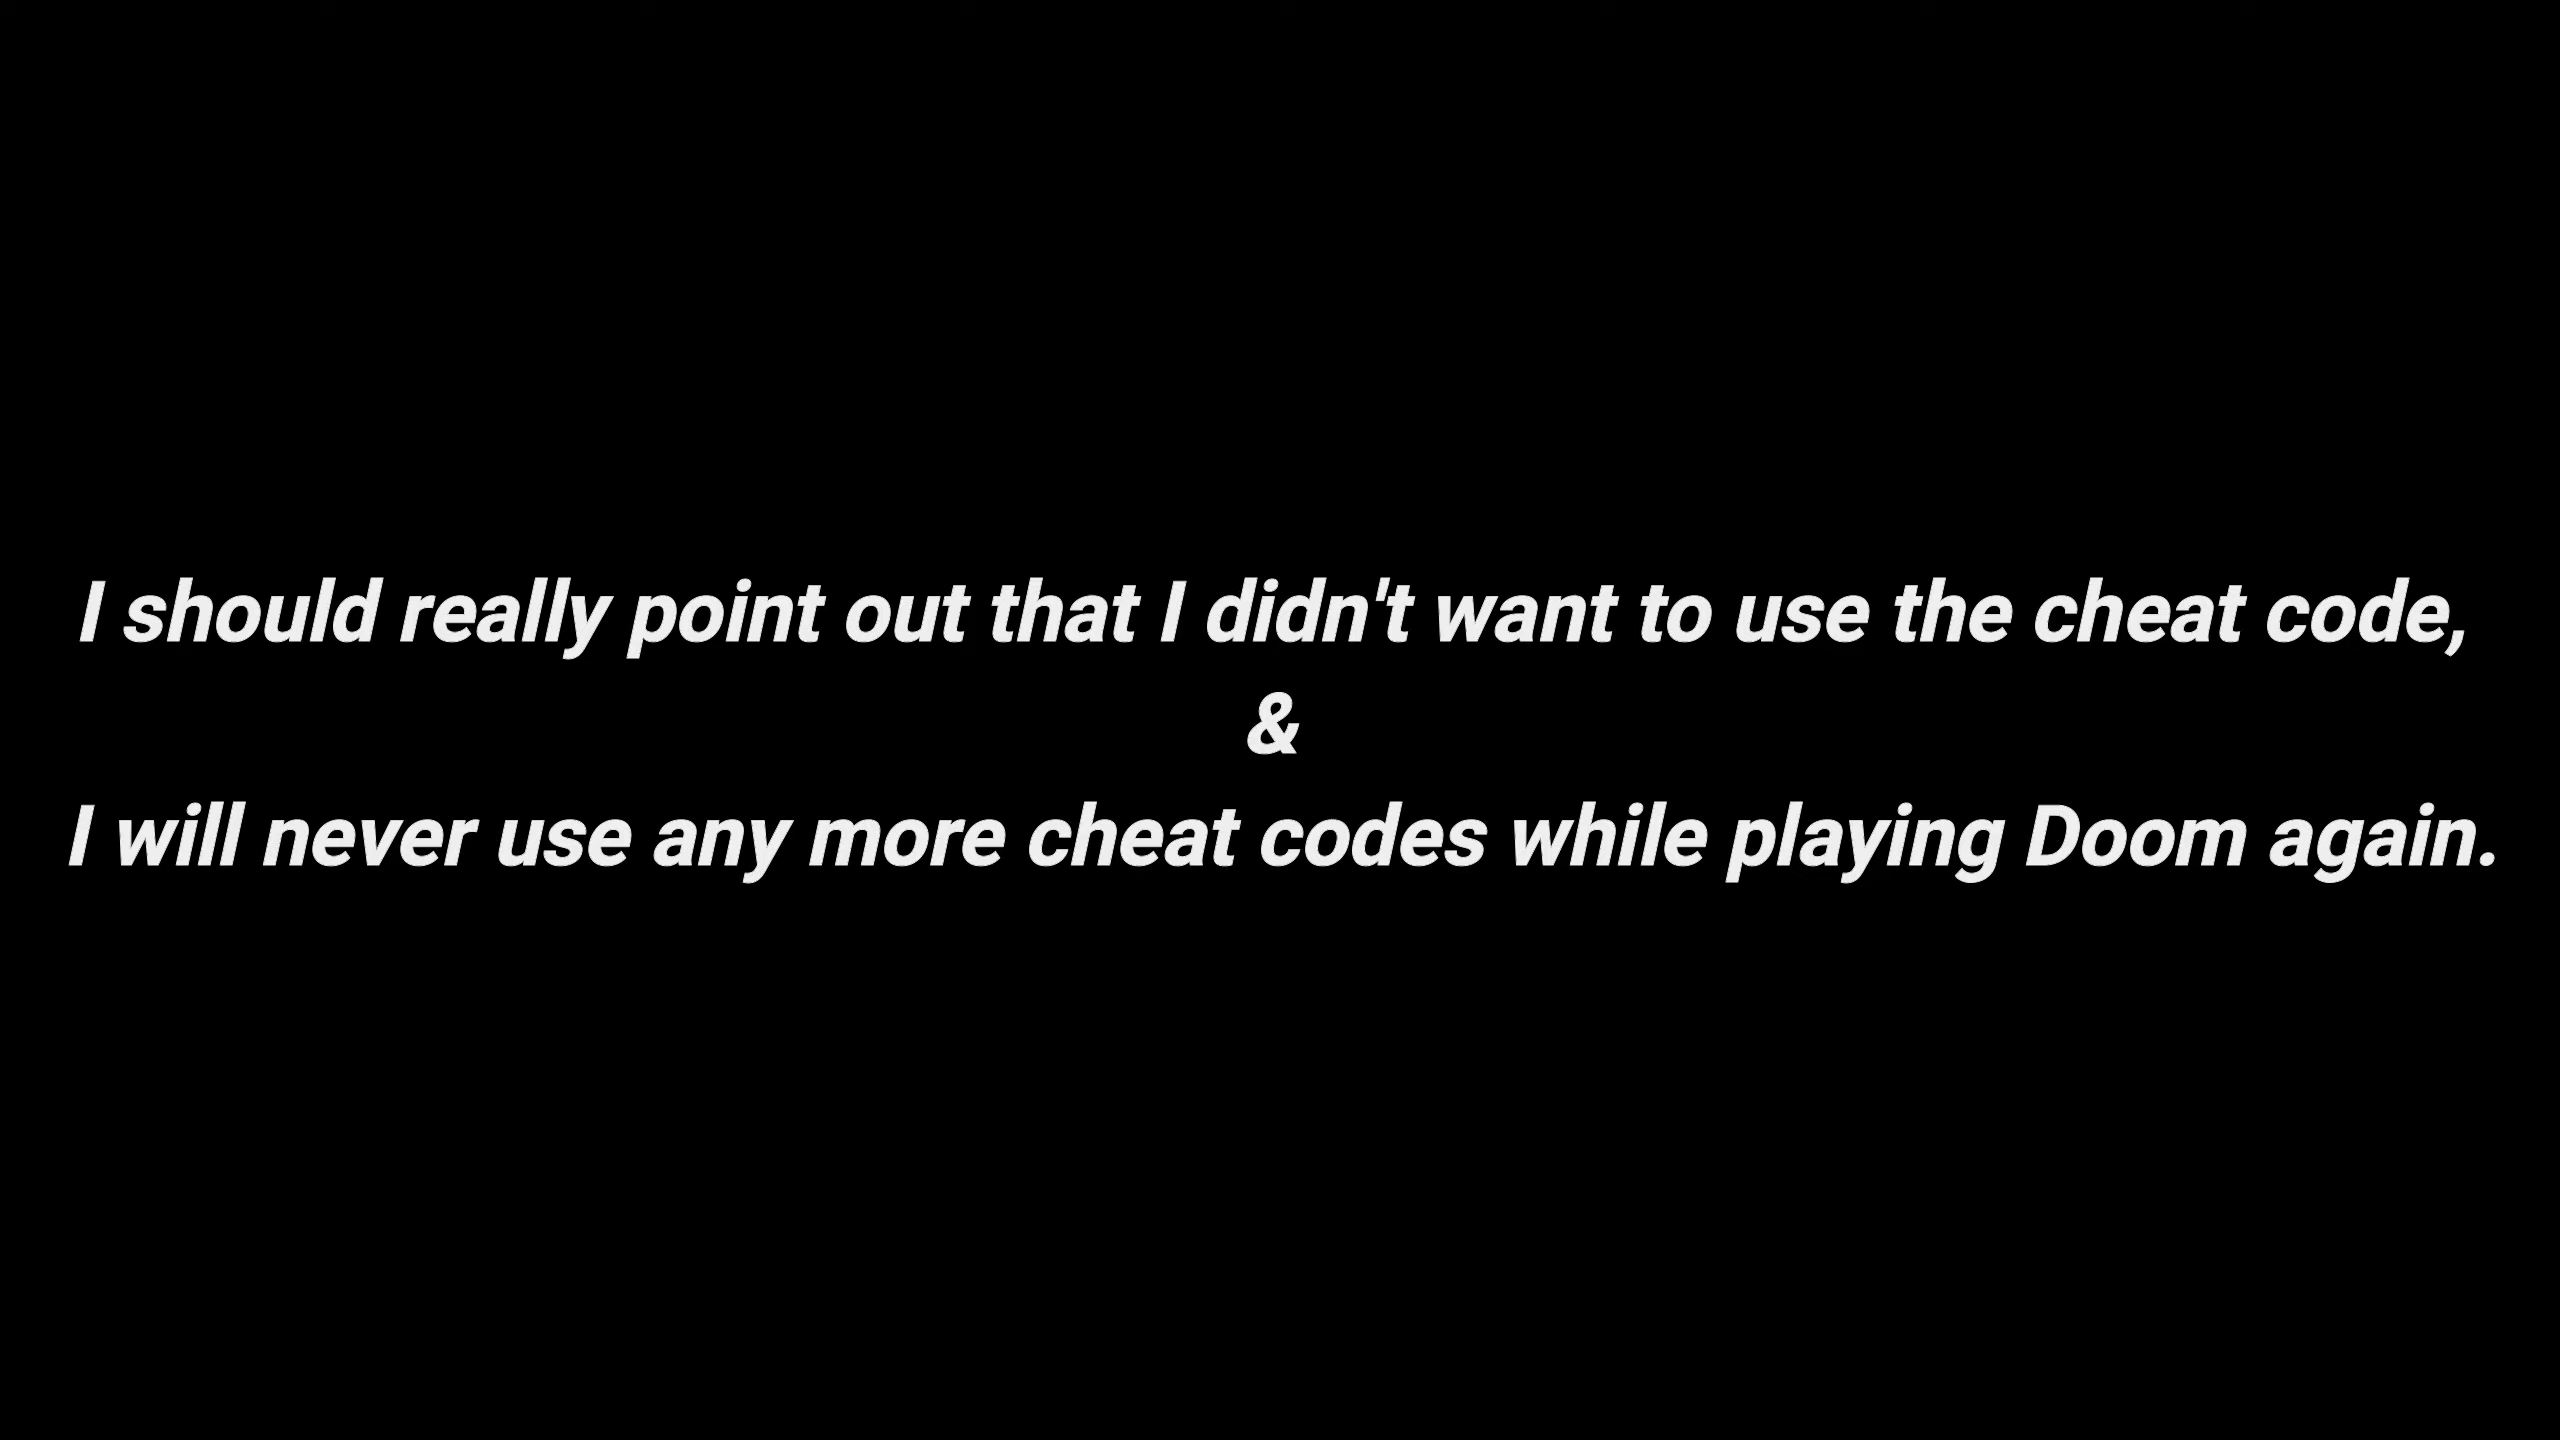 I should really point out that I didn't want to use the cheat code,
&
I will never use any more cheat codes while playing Doom again.